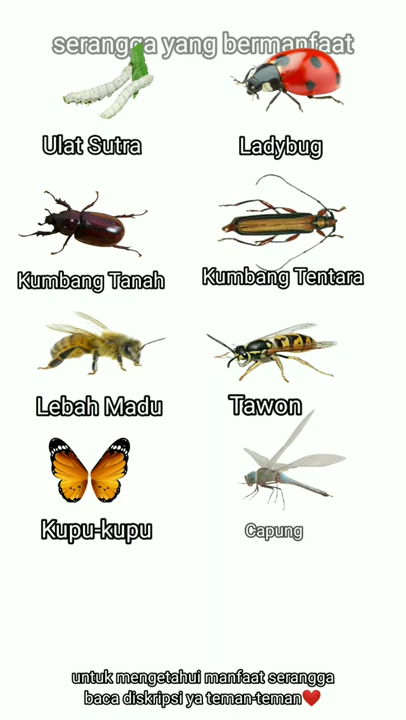 serangga yang bermanfaat
Ulat Sutra
Ladybug
Kumbang Tanah
Kumbang Tentara
Lebah Madu
Tawon
Kupu-kupu
Capung
untuk mengetahui manfaat serangga
baca diskripsi ya teman-teman❤️